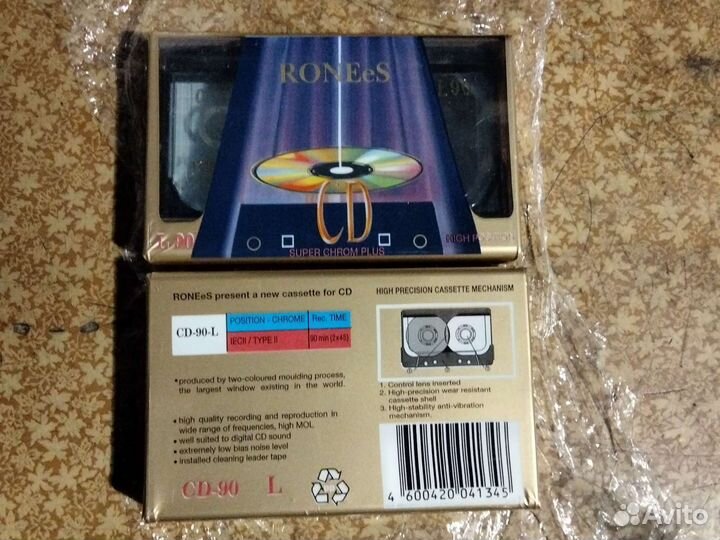 RONEeS
L 90
CD
L-90
SUPER CHROM PLUS
HIGH POSITION
RONEeS present a new cassette for CD
HIGH PRECISION CASSETTE MECHANISM
CD-90-L
POSITION - CHROME
Rec. TIME
IECII / TYPE II
90 min (2x45)
•produced by two-coloured moulding process,
the largest window existing in the world.
• high quality recording and reproduction in
wide range of frequencies, high MOL
• well suited to digital CD sound
• extremely low bias noise level
• installed cleaning leader tape
1. Control lens inserted
2. High-precision wear resistant
cassette shell
3. High-stability anti-vibration
mechanism.
CD-90 L
4 600420 041345
Avito